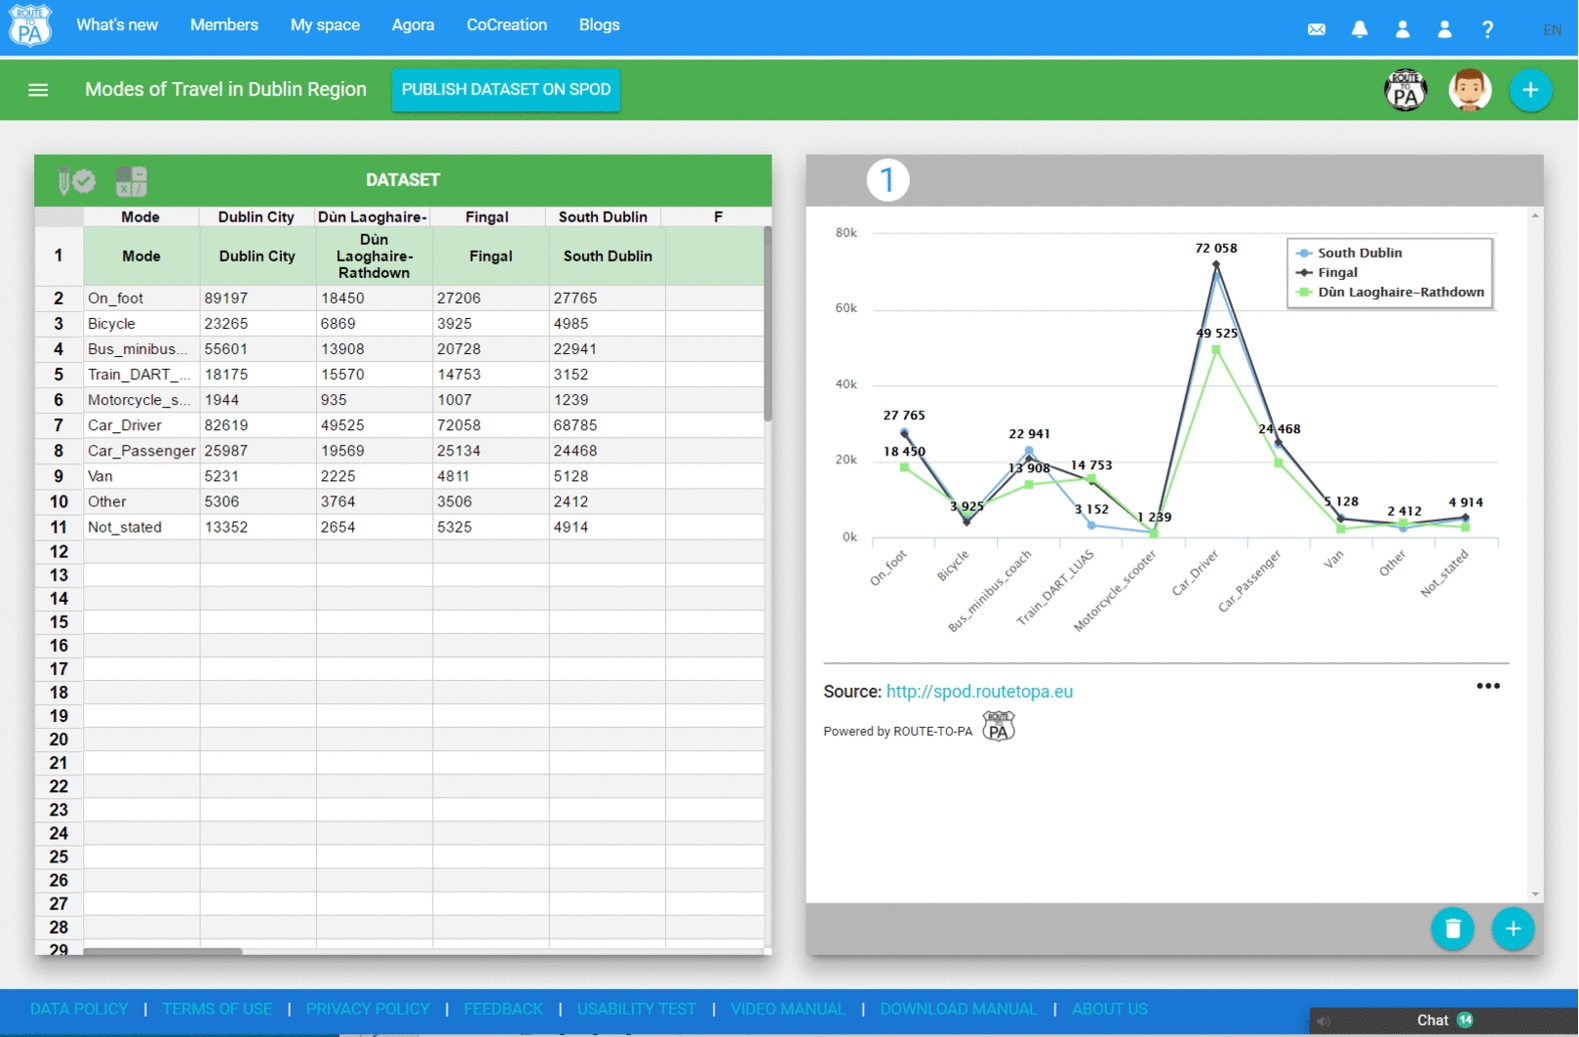 ROUTE TO PA What's new Members My space Agora CoCreation Blogs ? EN
Modes of Travel in Dublin Region PUBLISH DATASET ON SPOD ROUTE TO PA +
DATASET
Mode Dublin City Dùn Laoghaire- Fingal South Dublin F
1 Mode Dublin City Dùn Laoghaire-Rathdown Fingal South Dublin
2 On_foot 89197 18450 27206 27765
3 Bicycle 23265 6869 3925 4985
4 Bus_minibus... 55601 13908 20728 22941
5 Train_DART_... 18175 15570 14753 3152
6 Motorcycle_s... 1944 935 1007 1239
7 Car_Driver 82619 49525 72058 68785
8 Car_Passenger 25987 19569 25134 24468
9 Van 5231 2225 4811 5128
10 Other 5306 3764 3506 2412
11 Not_stated 13352 2654 5325 4914
12
13
14
15
16
17
18
19
20
21
22
23
24
25
26
27
28
29
1
80k
60k
40k
20k
0k
South Dublin
Fingal
Dùn Laoghaire-Rathdown
72 058
49 525
27 765
18 450
3 925
22 941
13 908
14 753
3 152
1 239
24 468
5 128
2 412
4 914
On_foot
Bicycle
Bus_minibus_coach
Train_DART_LUAS
Motorcycle_scooter
Car_Driver
Car_Passenger
Van
Other
Not_stated
Source: http://spod.routetopa.eu •••
Powered by ROUTE-TO-PA ROUTE TO PA
+
DATA POLICY | TERMS OF USE | PRIVACY POLICY | FEEDBACK | USABILITY TEST | VIDEO MANUAL | DOWNLOAD MANUAL | ABOUT US
Chat 14